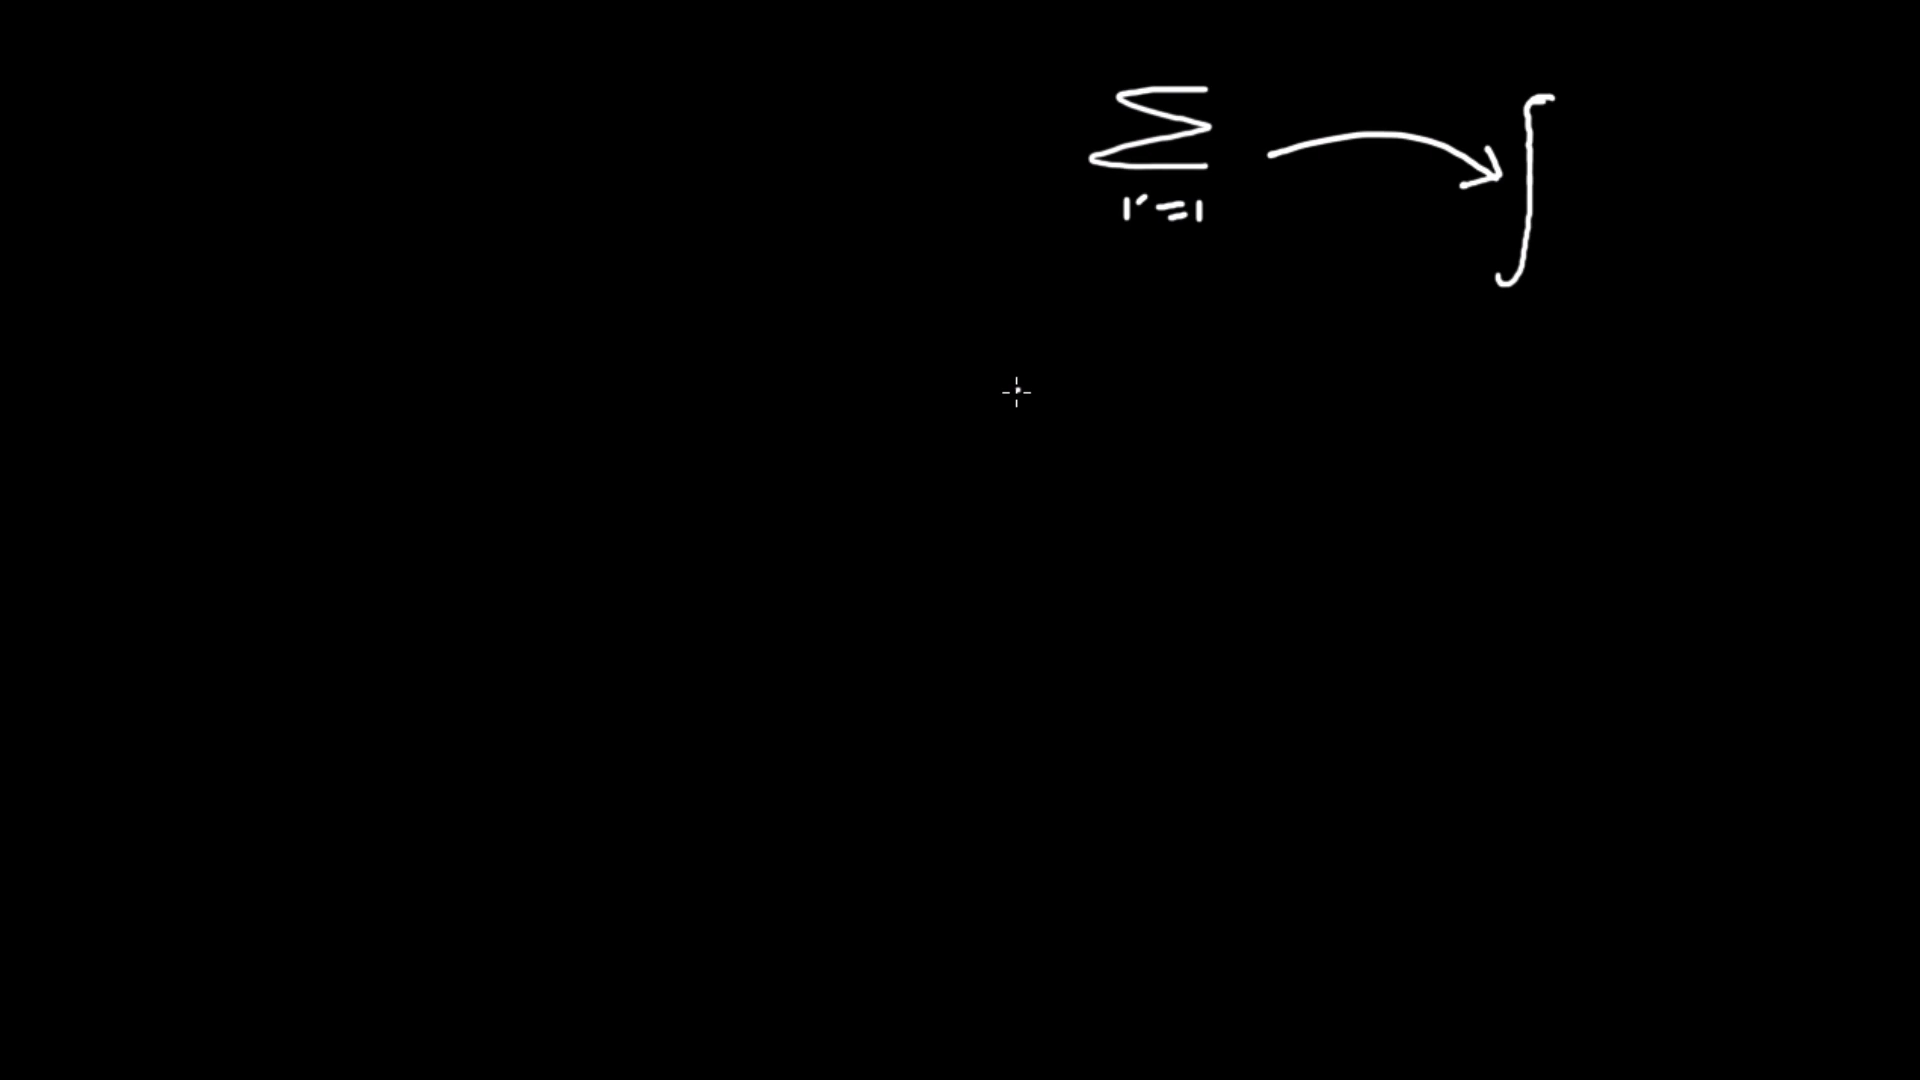 ∑ → ∫
r=1